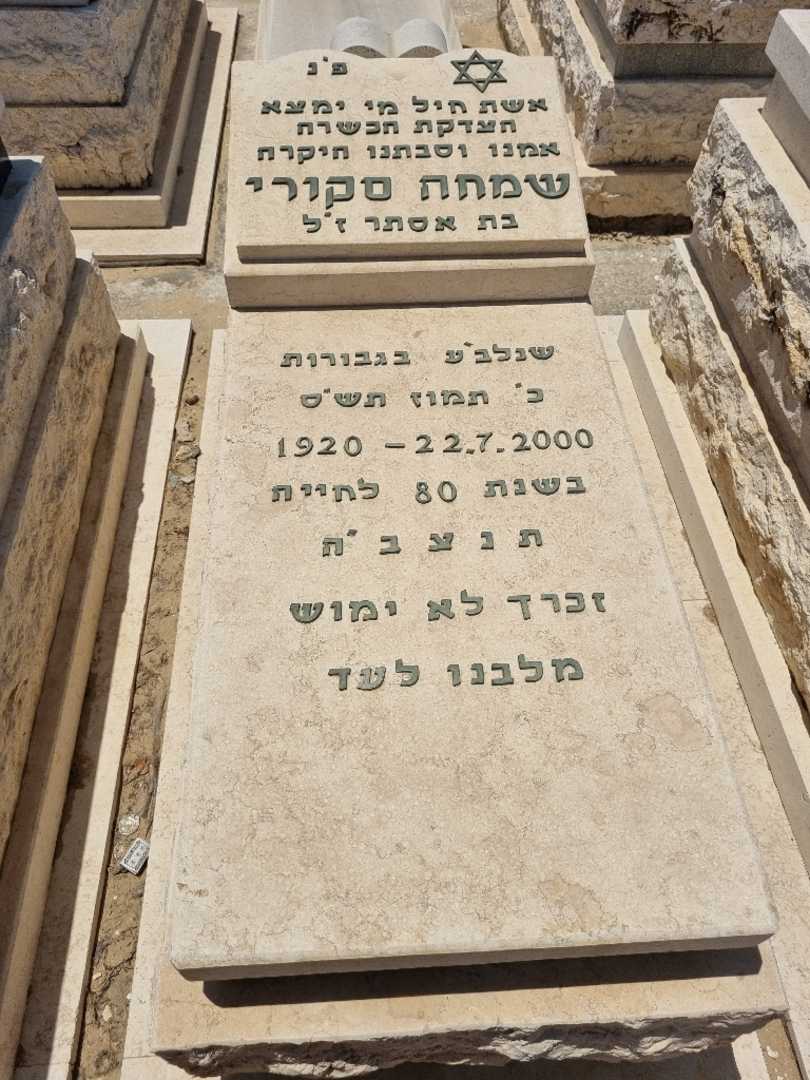 פ"נ
אשת חיל מי ימצא
הצדקת הכשרה
אמנו וסבתנו היקרה
שמחה סקורי
בת אסתר ז"ל
שנלב"ע בגבורות
כ' תמוז תש"ס
1920 - 22.7.2000
בשנת 80 לחייה
ת נ צ ב "ה
זכרך לא ימוש
מלבנו לעד